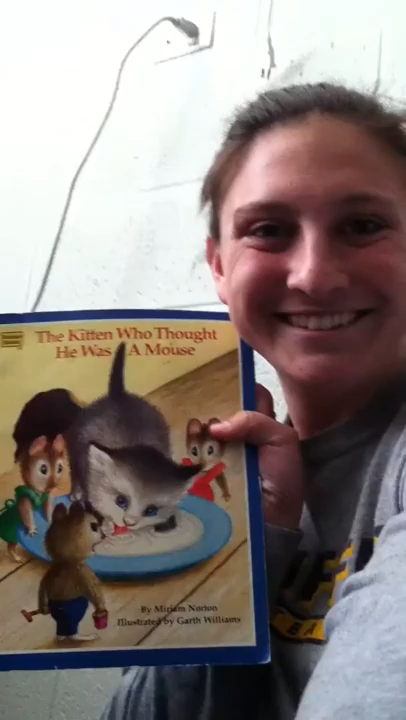 The Kitten Who Thought
He Was A Mouse
By Miriam Norton
Illustrated by Garth Williams